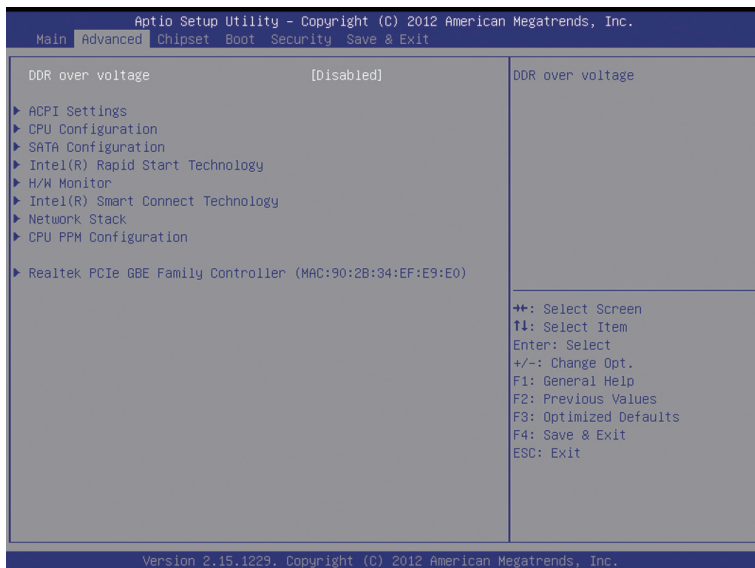 Aptio Setup Utility – Copyright (C) 2012 American Megatrends, Inc.
Main Advanced Chipset Boot Security Save & Exit
DDR over voltage [Disabled]
▶ ACPI Settings
▶ CPU Configuration
▶ SATA Configuration
▶ Intel(R) Rapid Start Technology
▶ H/W Monitor
▶ Intel(R) Smart Connect Technology
▶ Network Stack
▶ CPU PPM Configuration
▶ Realtek PCIe GBE Family Controller (MAC:90:2B:34:EF:E9:E0)
DDR over voltage
→←: Select Screen
↑↓: Select Item
Enter: Select
+/-: Change Opt.
F1: General Help
F2: Previous Values
F3: Optimized Defaults
F4: Save & Exit
ESC: Exit
Version 2.15.1229. Copyright (C) 2012 American Megatrends, Inc.